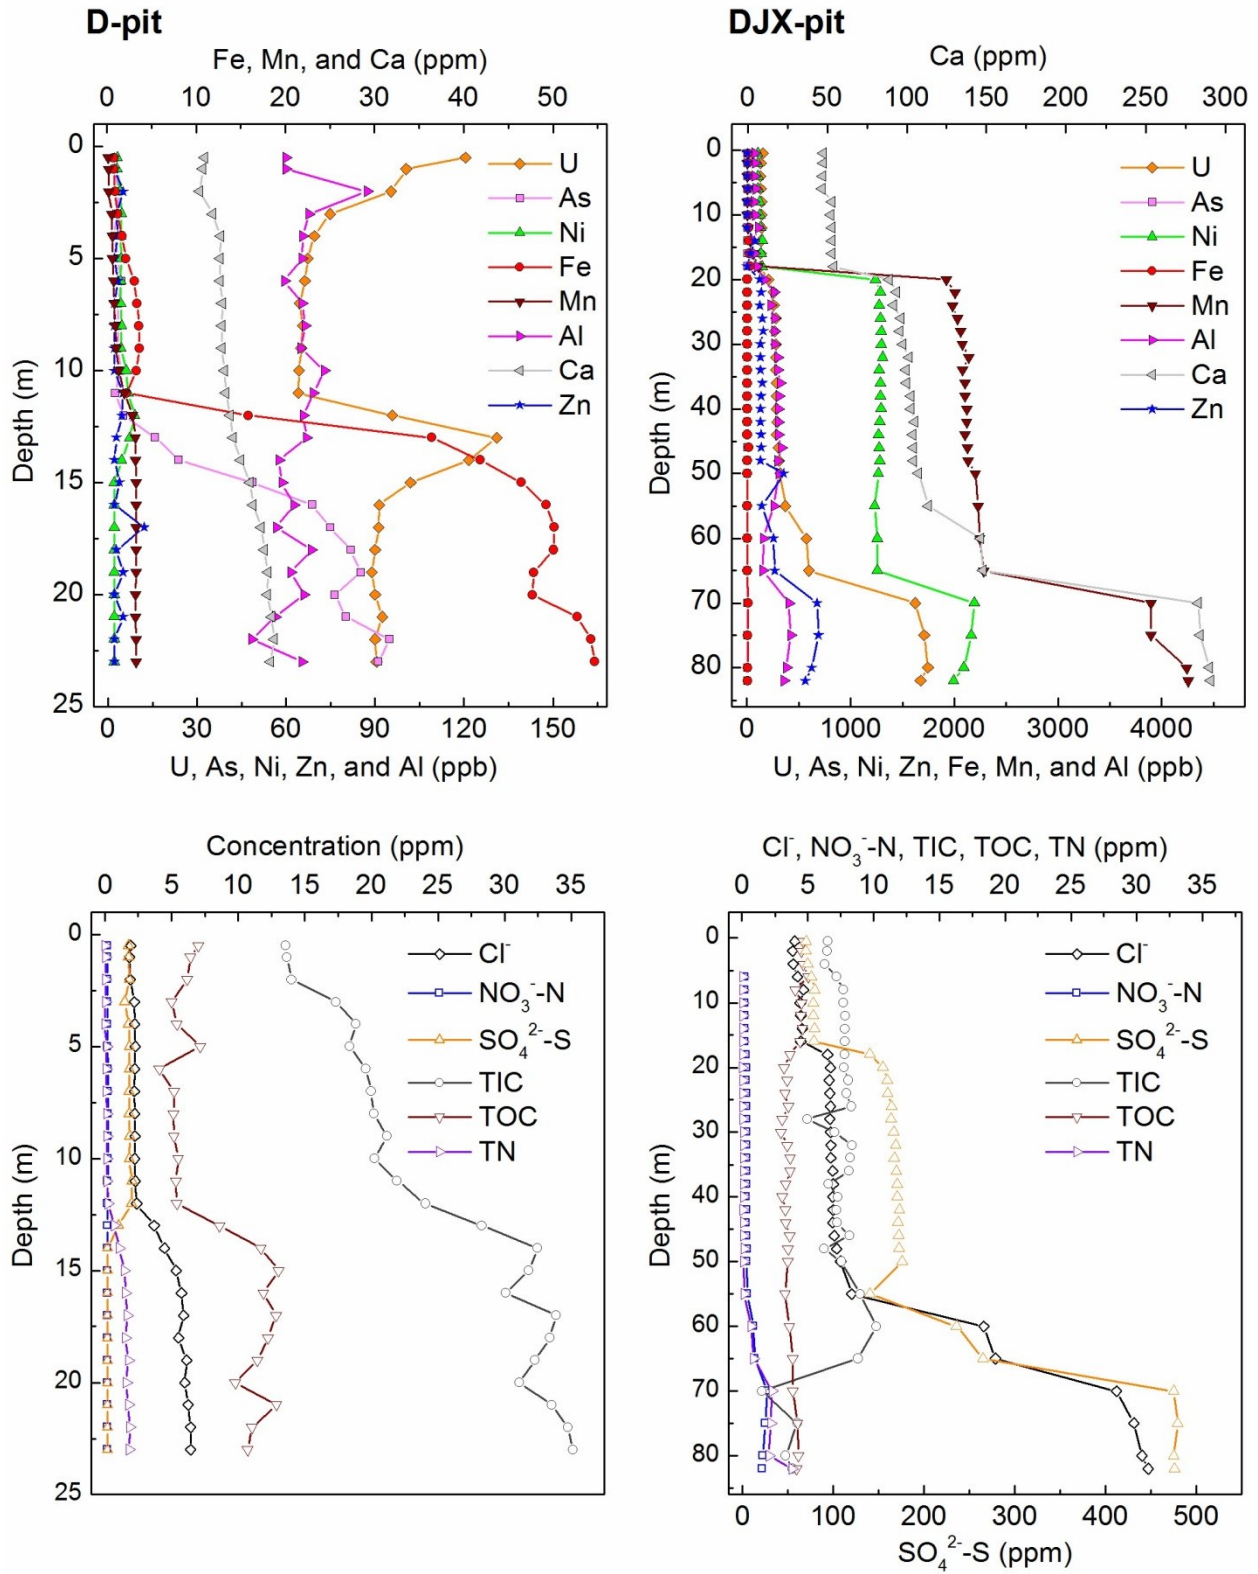 D-pit
Fe, Mn, and Ca (ppm)
0 10 20 30 40 50
0
5
10
15
20
25
Depth (m)
U
As
Ni
Fe
Mn
Al
Ca
Zn
0 30 60 90 120 150
U, As, Ni, Zn, and Al (ppb)
DJX-pit
Ca (ppm)
0 50 100 150 200 250 300
0
10
20
30
40
50
60
70
80
Depth (m)
U
As
Ni
Fe
Mn
Al
Ca
Zn
0 1000 2000 3000 4000
U, As, Ni, Zn, Fe, Mn, and Al (ppb)
Concentration (ppm)
0 5 10 15 20 25 30 35
0
5
10
15
20
25
Depth (m)
Cl⁻
NO₃⁻-N
SO₄²⁻-S
TIC
TOC
TN
Cl⁻, NO₃⁻-N, TIC, TOC, TN (ppm)
0 5 10 15 20 25 30 35
0
10
20
30
40
50
60
70
80
Depth (m)
Cl⁻
NO₃⁻-N
SO₄²⁻-S
TIC
TOC
TN
0 100 200 300 400 500
SO₄²⁻-S (ppm)